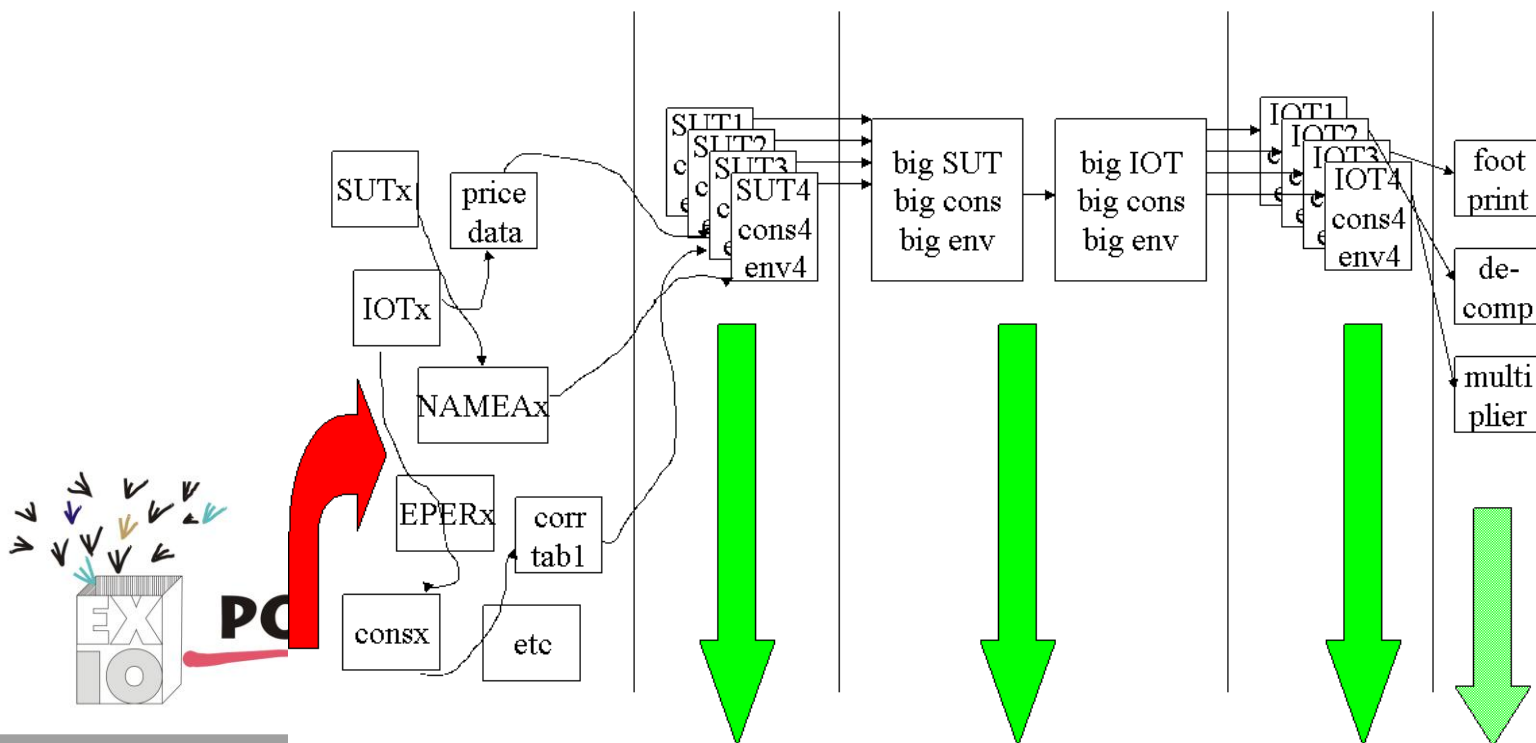 SUTx
price
data
IOTx
NAMEAx
EPERx
corr
tab1
consx
etc
SUT1
c
e
SUT2
c
SUT3
c
e
SUT4
cons4
env4
big SUT
big cons
big env
big IOT
big cons
big env
IOT1
c
e
IOT2
c
e
IOT3
c
e
IOT4
cons4
env4
foot
print
de-
comp
multi
plier
EX
IO
PO